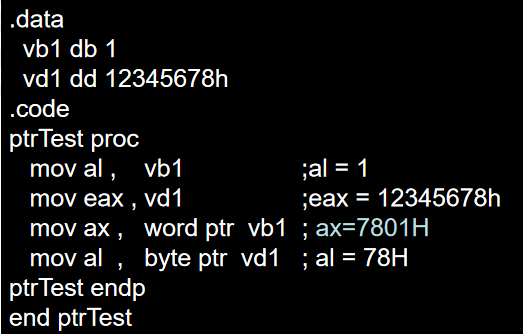 .data
vb1 db 1
vd1 dd 12345678h
.code
ptrTest proc
mov al , vb1 ;al = 1
mov eax , vd1 ;eax = 12345678h
mov ax , word ptr vb1 ; ax=7801H
mov al , byte ptr vd1 ; al = 78H
ptrTest endp
end ptrTest